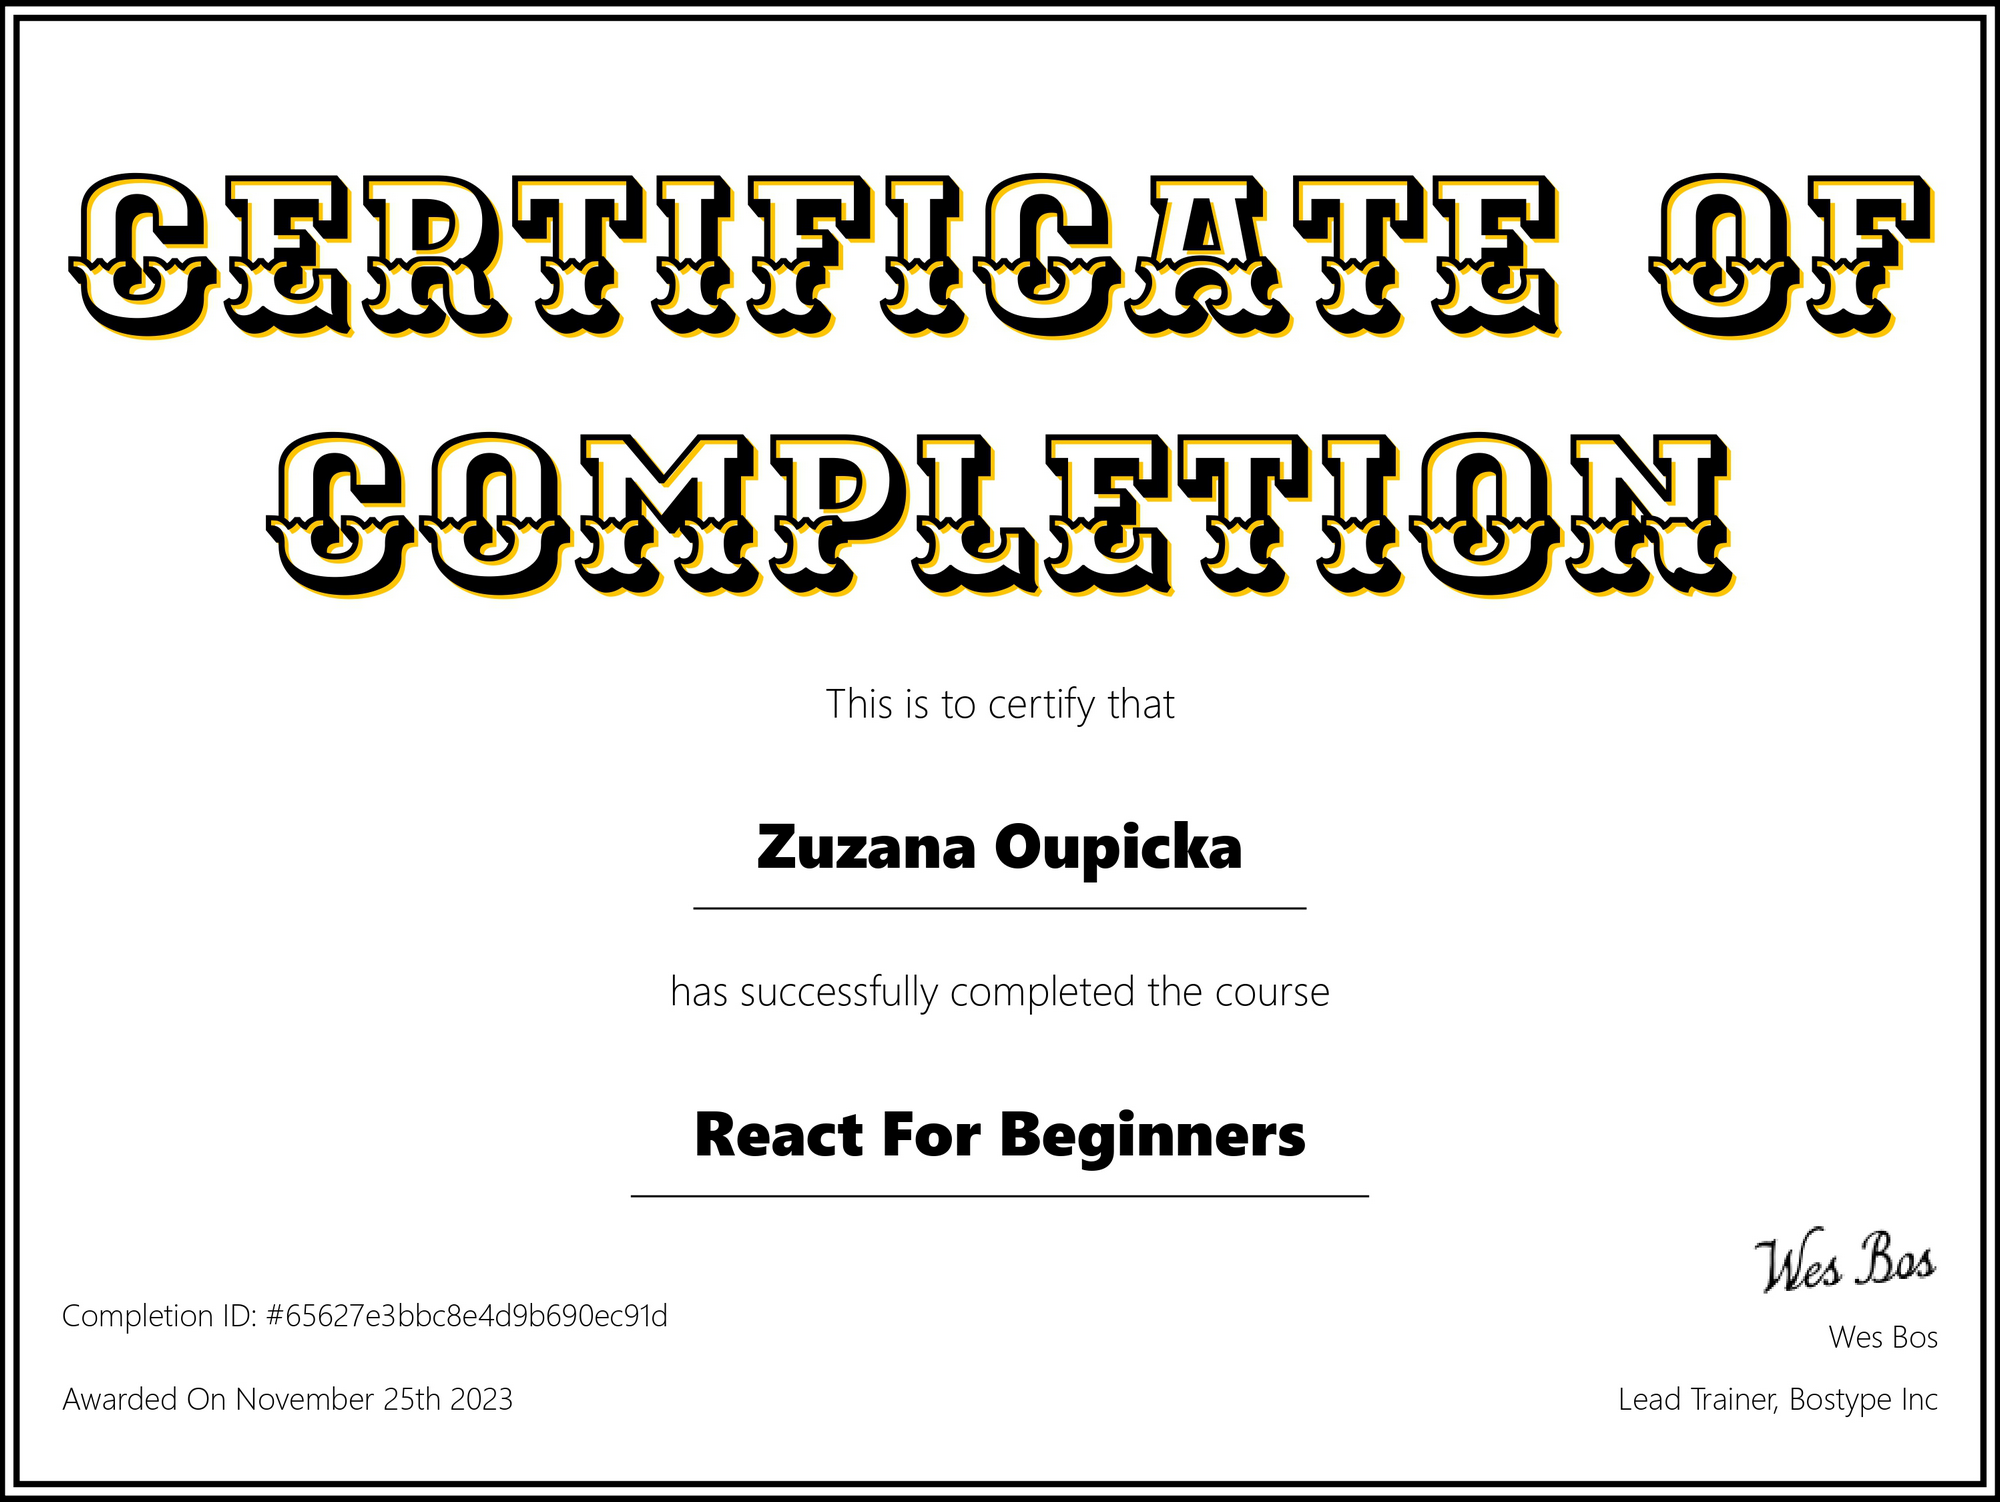 CERTIFICATE OF
COMPLETION
This is to certify that
Zuzana Oupicka
has successfully completed the course
React For Beginners
Wes Bos
Completion ID: #65627e3bbc8e4d9b690ec91d
Wes Bos
Awarded On November 25th 2023
Lead Trainer, Bostype Inc